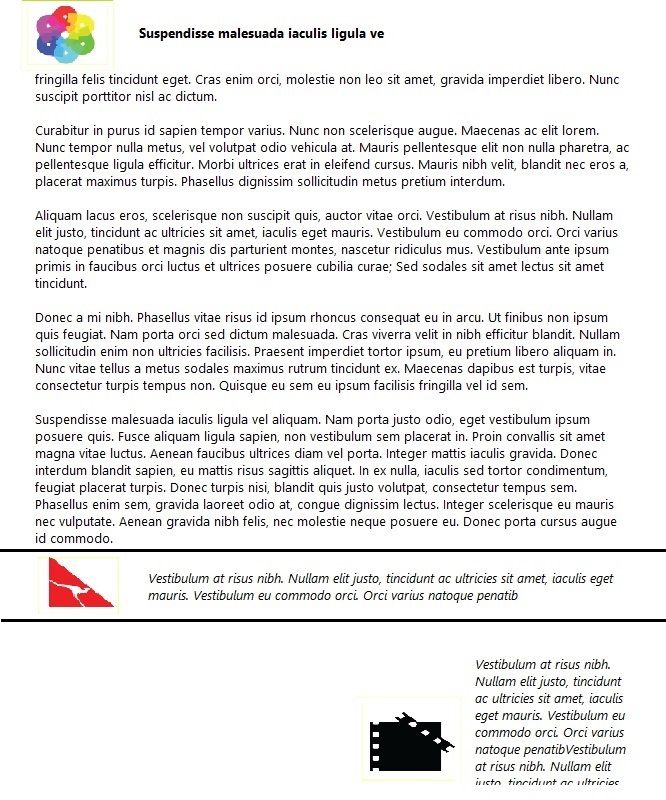 Suspendisse malesuada iaculis ligula ve
fringilla felis tincidunt eget. Cras enim orci, molestie non leo sit amet, gravida imperdiet libero. Nunc
suscipit porttitor nisl ac dictum.
Curabitur in purus id sapien tempor varius. Nunc non scelerisque augue. Maecenas ac elit lorem.
Nunc tempor nulla metus, vel volutpat odio vehicula at. Mauris pellentesque elit non nulla pharetra, ac
pellentesque ligula efficitur. Morbi ultrices erat in eleifend cursus. Mauris nibh velit, blandit nec eros a,
placerat maximus turpis. Phasellus dignissim sollicitudin metus pretium interdum.
Aliquam lacus eros, scelerisque non suscipit quis, auctor vitae orci. Vestibulum at risus nibh. Nullam
elit justo, tincidunt ac ultricies sit amet, iaculis eget mauris. Vestibulum eu commodo orci. Orci varius
natoque penatibus et magnis dis parturient montes, nascetur ridiculus mus. Vestibulum ante ipsum
primis in faucibus orci luctus et ultrices posuere cubilia curae; Sed sodales sit amet lectus sit amet
tincidunt.
Donec a mi nibh. Phasellus vitae risus id ipsum rhoncus consequat eu in arcu. Ut finibus non ipsum
quis feugiat. Nam porta orci sed dictum malesuada. Cras viverra velit in nibh efficitur blandit. Nullam
sollicitudin enim non ultricies facilisis. Praesent imperdiet tortor ipsum, eu pretium libero aliquam in.
Nunc vitae tellus a metus sodales maximus rutrum tincidunt ex. Maecenas dapibus est turpis, vitae
consectetur turpis tempus non. Quisque eu sem eu ipsum facilisis fringilla vel id sem.
Suspendisse malesuada iaculis ligula vel aliquam. Nam porta justo odio, eget vestibulum ipsum
posuere quis. Fusce aliquam ligula sapien, non vestibulum sem placerat in. Proin convallis sit amet
magna vitae luctus. Aenean faucibus ultrices diam vel porta. Integer mattis iaculis gravida. Donec
interdum blandit sapien, eu mattis risus sagittis aliquet. In ex nulla, iaculis sed tortor condimentum,
feugiat placerat turpis. Donec turpis nisi, blandit quis justo volutpat, consectetur tempus sem.
Phasellus enim sem, gravida laoreet odio at, congue dignissim lectus. Integer scelerisque eu mauris
nec vulputate. Aenean gravida nibh felis, nec molestie neque posuere eu. Donec porta cursus augue
id commodo.
Vestibulum at risus nibh. Nullam elit justo, tincidunt ac ultricies sit amet, iaculis eget
mauris. Vestibulum eu commodo orci. Orci varius natoque penatib
Vestibulum at risus nibh.
Nullam elit justo, tincidunt
ac ultricies sit amet, iaculis
eget mauris. Vestibulum eu
commodo orci. Orci varius
natoque penatibVestibulum
at risus nibh. Nullam elit
justo, tincidunt ac ultricies